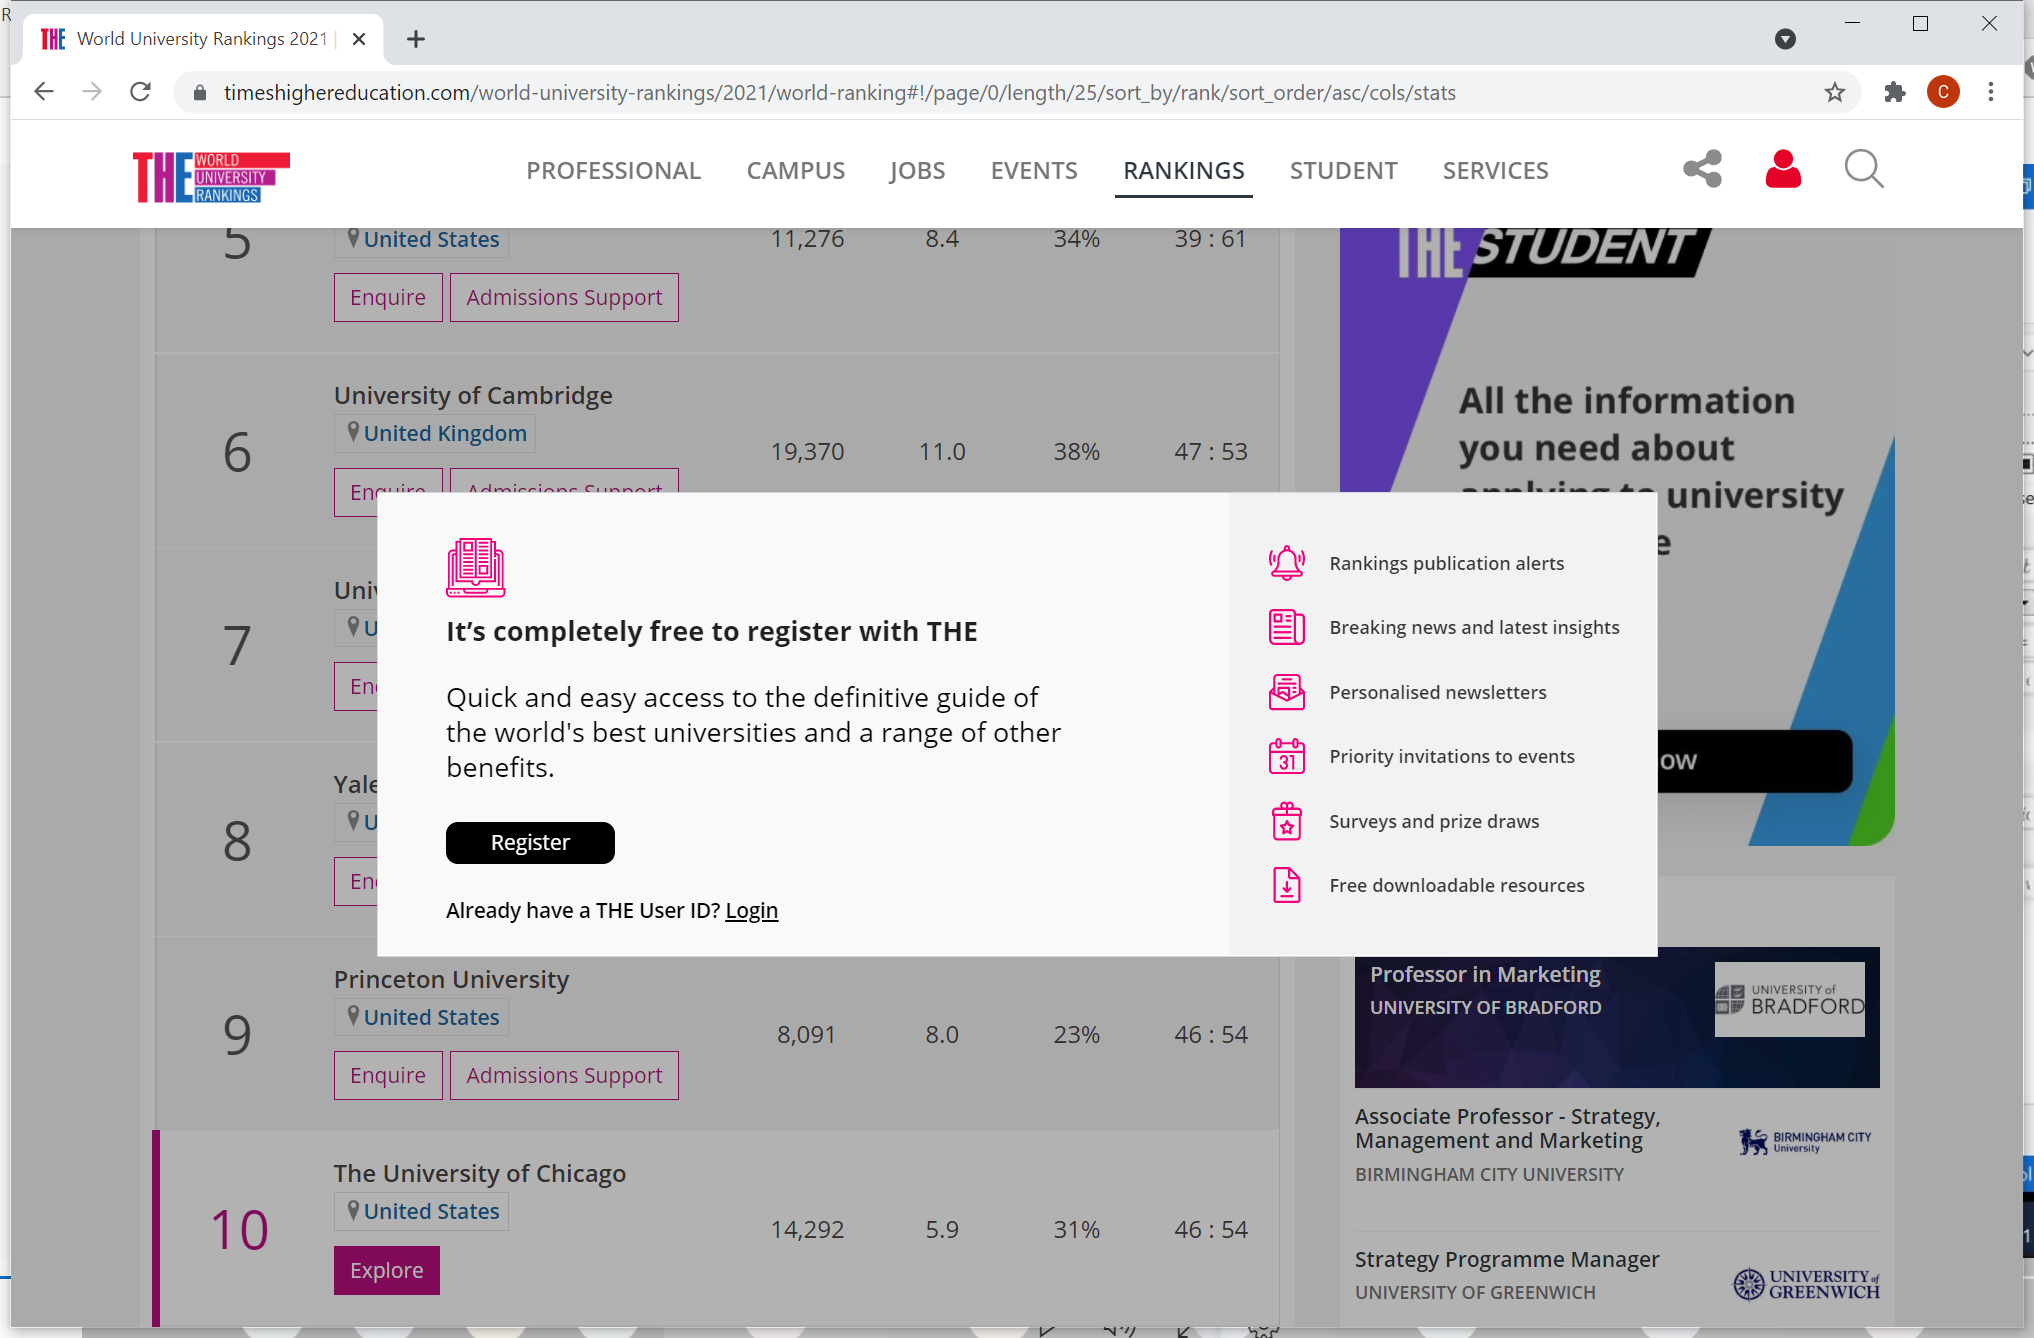 World University Rankings 2021 |
timeshighereducation.com/world-university-rankings/2021/world-ranking#!/page/0/length/25/sort_by/rank/sort_order/asc/cols/stats
C
THE WORLD UNIVERSITY RANKINGS
PROFESSIONAL CAMPUS JOBS EVENTS RANKINGS STUDENT SERVICES
5 United States 11,276 8.4 34% 39 : 61
Enquire Admissions Support
University of Cambridge
6 United Kingdom 19,370 11.0 38% 47 : 53
Enquire Admissions Support
7
8
Yale
It’s completely free to register with THE
Quick and easy access to the definitive guide of
the world's best universities and a range of other
benefits.
Register
Already have a THE User ID? Login
Rankings publication alerts
Breaking news and latest insights
Personalised newsletters
31 Priority invitations to events
Surveys and prize draws
Free downloadable resources
Princeton University
9 United States 8,091 8.0 23% 46 : 54
Enquire Admissions Support
The University of Chicago
10 United States 14,292 5.9 31% 46 : 54
Explore
THE STUDENT
All the information
you need about
applying to university
Professor in Marketing
UNIVERSITY OF BRADFORD
UNIVERSITY of
BRADFORD
Associate Professor - Strategy,
Management and Marketing
BIRMINGHAM CITY UNIVERSITY
BIRMINGHAM CITY
University
Strategy Programme Manager
UNIVERSITY OF GREENWICH
UNIVERSITY of
GREENWICH